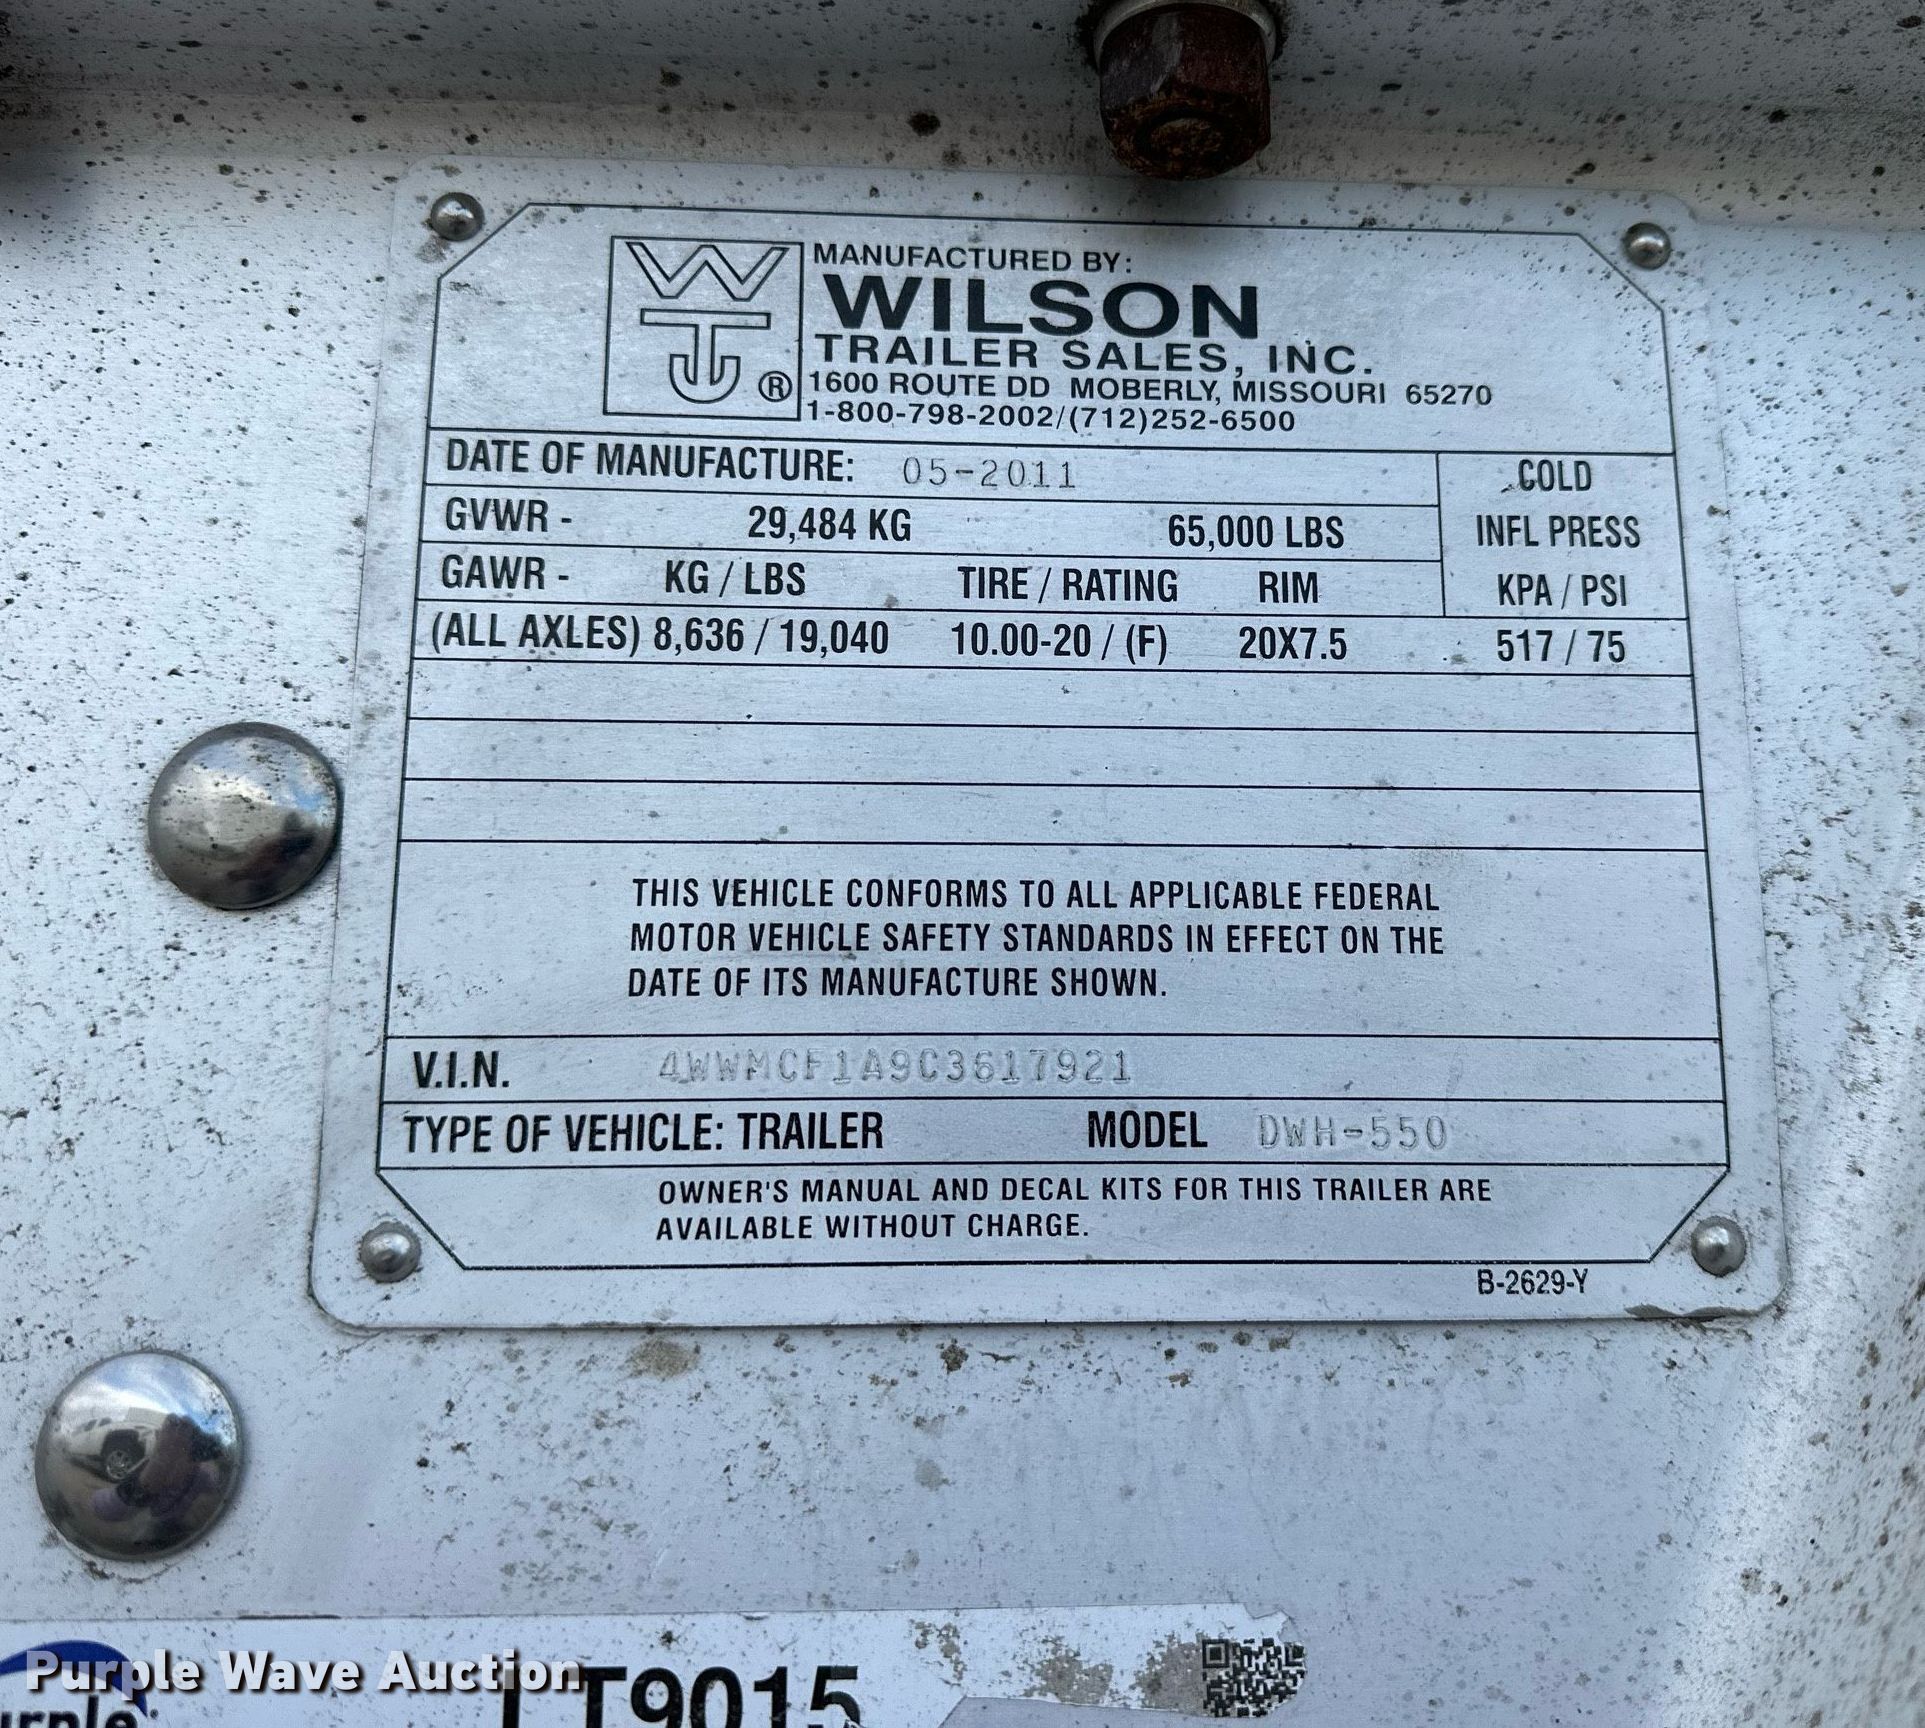 WT
®
MANUFACTURED BY:
WILSON
TRAILER SALES, INC.
1600 ROUTE DD MOBERLY, MISSOURI 65270
1-800-798-2002/(712)252-6500
DATE OF MANUFACTURE: 05-2011
COLD
GVWR - 29,484 KG 65,000 LBS
INFL PRESS
GAWR - KG / LBS TIRE / RATING RIM
KPA / PSI
(ALL AXLES) 8,636 / 19,040 10.00-20 / (F) 20X7.5 517 / 75
THIS VEHICLE CONFORMS TO ALL APPLICABLE FEDERAL
MOTOR VEHICLE SAFETY STANDARDS IN EFFECT ON THE
DATE OF ITS MANUFACTURE SHOWN.
V.I.N. 4WWMCF1A9C3617921
TYPE OF VEHICLE: TRAILER MODEL DWH-550
OWNER'S MANUAL AND DECAL KITS FOR THIS TRAILER ARE
AVAILABLE WITHOUT CHARGE.
B-2629-Y
Purple Wave Auction
LT9015